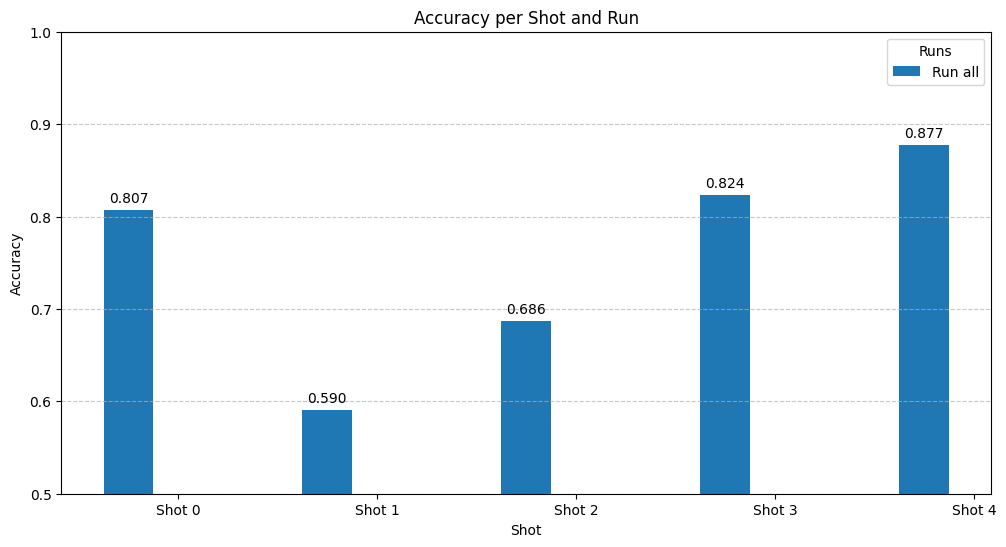 Accuracy per Shot and Run
Runs
Run all
Accuracy
1.0
0.9
0.8
0.7
0.6
0.5
0.807
0.590
0.686
0.824
0.877
Shot 0
Shot 1
Shot 2
Shot 3
Shot 4
Shot